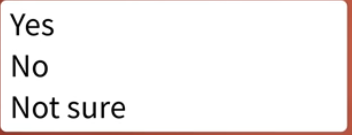 Yes
No
Not sure